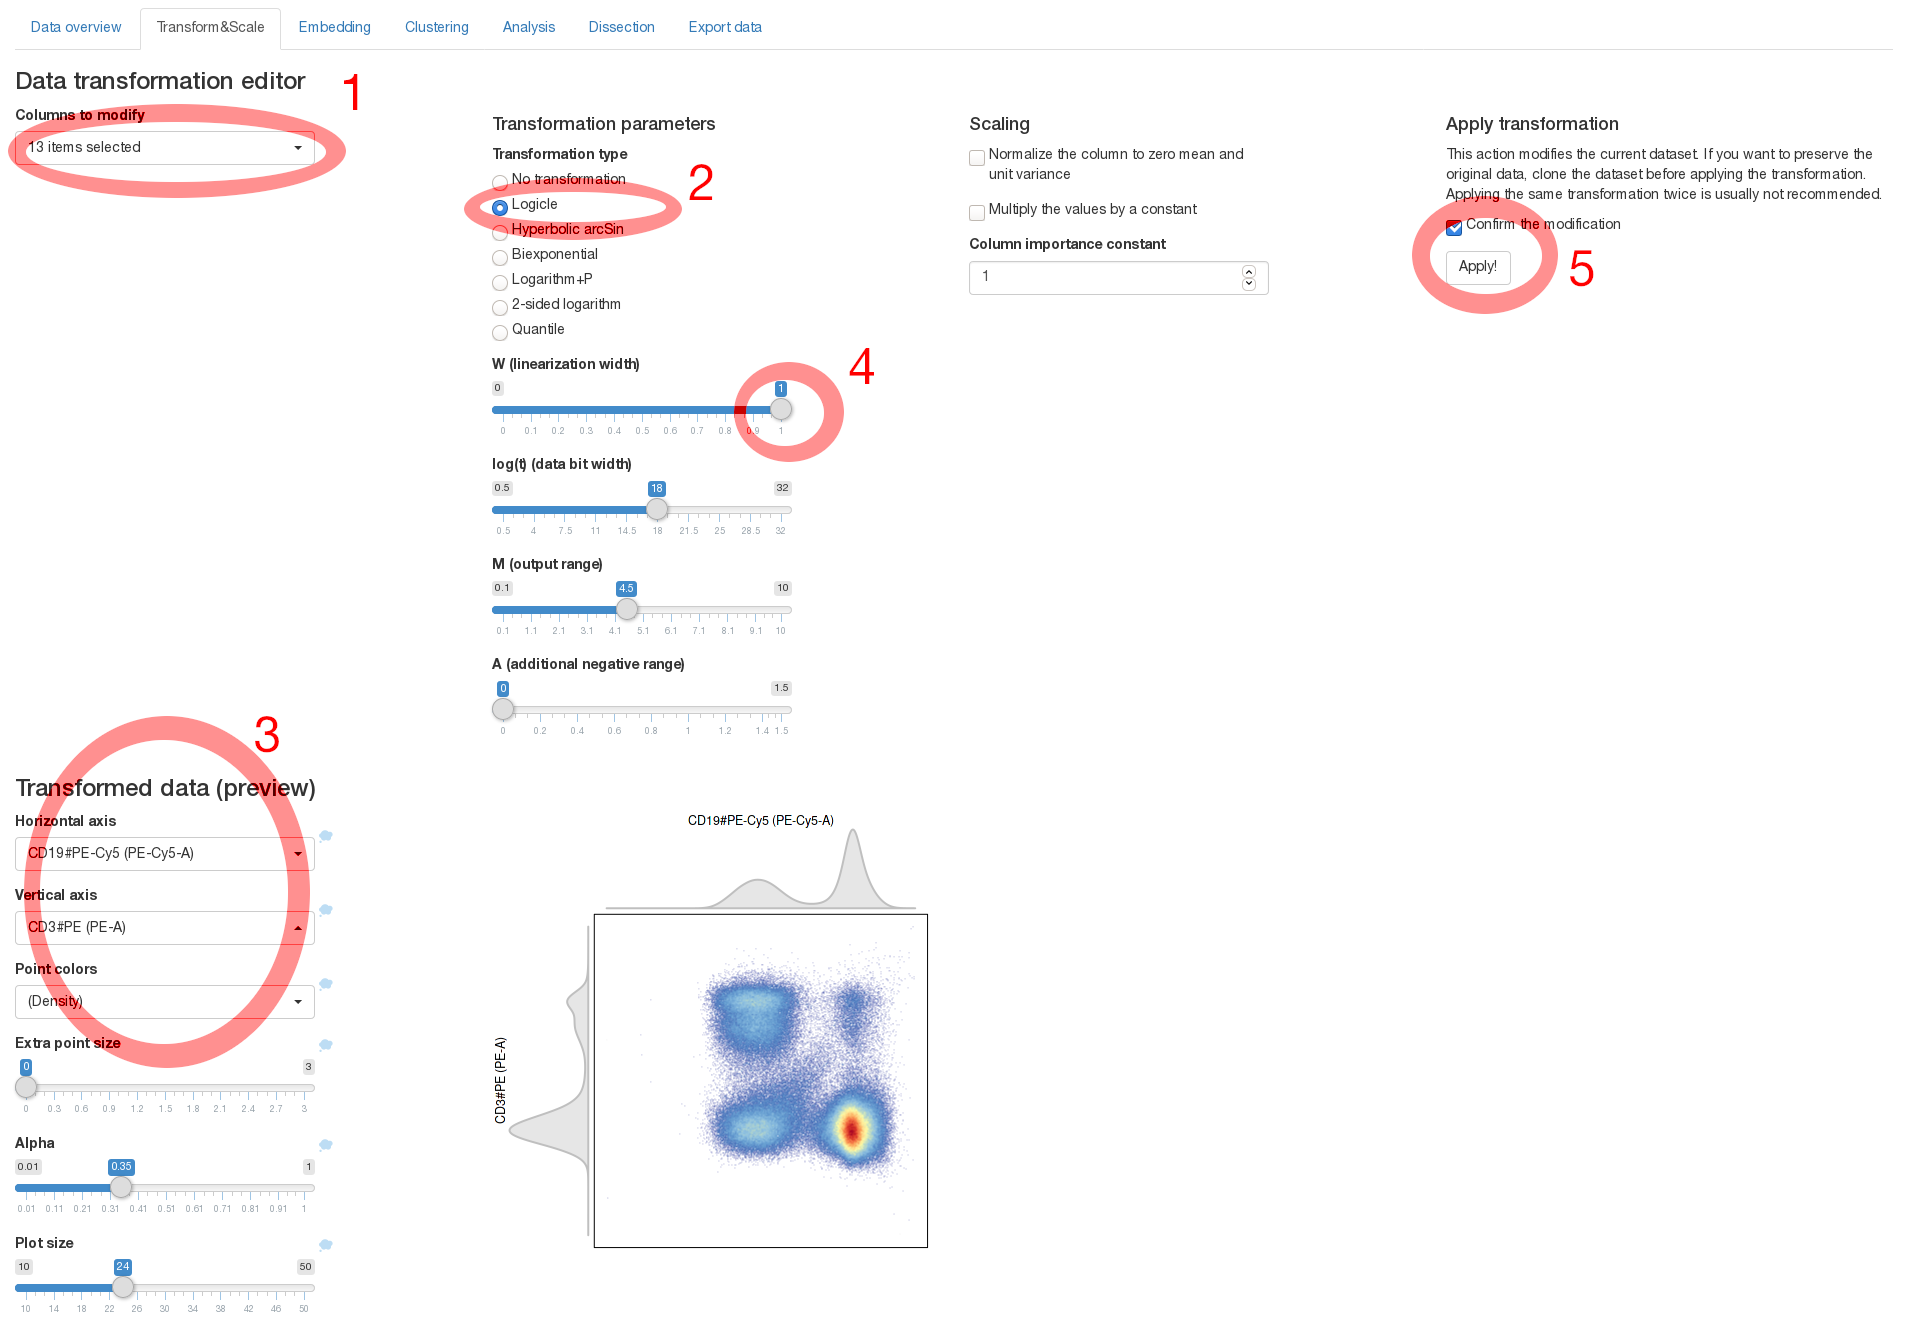 Data overview Transform&Scale Embedding Clustering Analysis Dissection Export data
Data transformation editor
1
Columns to modify
13 items selected
Transformation parameters
Transformation type
2
No transformation
Logicle
Hyperbolic arcSin
Biexponential
Logarithm+P
2-sided logarithm
Quantile
W (linearization width)
4
0 1
0 0.1 0.2 0.3 0.4 0.5 0.6 0.7 0.8 0.9 1
log(t) (data bit width)
0.5 18 32
0.5 4 7.5 11 14.5 18 21.5 25 28.5 32
M (output range)
0.1 4.5 10
0.1 1.1 2.1 3.1 4.1 5.1 6.1 7.1 8.1 9.1 10
A (additional negative range)
0 1.5
0 0.2 0.4 0.6 0.8 1 1.2 1.4 1.5
Scaling
Normalize the column to zero mean and
unit variance
Multiply the values by a constant
Column importance constant
1
Apply transformation
This action modifies the current dataset. If you want to preserve the
original data, clone the dataset before applying the transformation.
Applying the same transformation twice is usually not recommended.
Confirm the modification
Apply!
5
3
Transformed data (preview)
Horizontal axis
CD19#PE-Cy5 (PE-Cy5-A)
Vertical axis
CD3#PE (PE-A)
Point colors
(Density)
Extra point size
0 3
0 0.3 0.6 0.9 1.2 1.5 1.8 2.1 2.4 2.7 3
Alpha
0.01 0.35 1
0.01 0.11 0.21 0.31 0.41 0.51 0.61 0.71 0.81 0.91 1
Plot size
10 24 50
10 14 18 22 26 30 34 38 42 46 50
CD19#PE-Cy5 (PE-Cy5-A)
CD3#PE (PE-A)